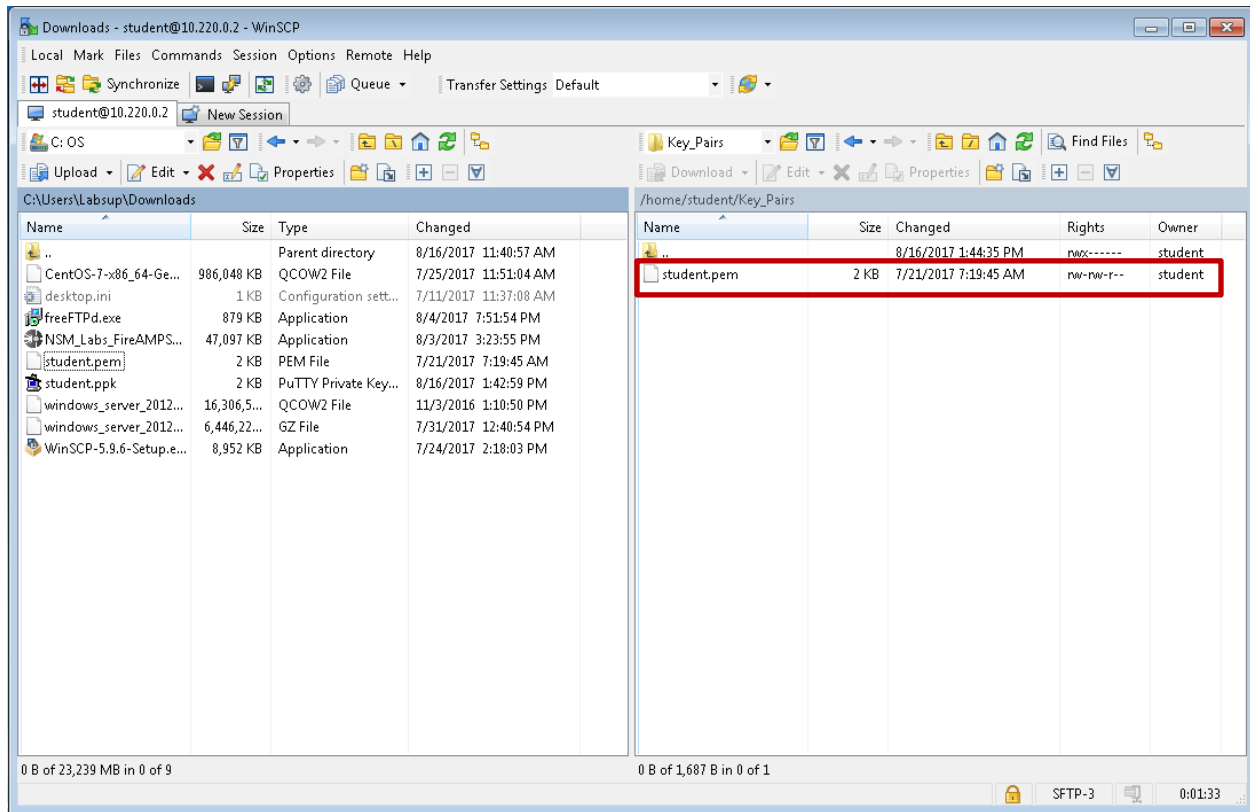 Downloads - student@10.220.0.2 - WinSCP
Local Mark Files Commands Session Options Remote Help
Synchronize Queue Transfer Settings Default
student@10.220.0.2 New Session
C: OS Key_Pairs Find Files
Upload Edit Properties Download Edit Properties
C:\Users\Labsup\Downloads /home/student/Key_Pairs
Name Size Type Changed Name Size Changed Rights Owner
.. Parent directory 8/16/2017 11:40:57 AM .. 8/16/2017 1:44:35 PM rwx------ student
CentOS-7-x86_64-Ge... 986,048 KB QCOW2 File 7/25/2017 11:51:04 AM student.pem 2 KB 7/21/2017 7:19:45 AM rw-rw-r-- student
desktop.ini 1 KB Configuration sett... 7/11/2017 11:37:08 AM
freeFTPd.exe 879 KB Application 8/4/2017 7:51:54 PM
NSM_Labs_FireAMPS... 47,097 KB Application 8/3/2017 3:23:55 PM
student.pem 2 KB PEM File 7/21/2017 7:19:45 AM
student.ppk 2 KB PuTTY Private Key... 8/16/2017 1:42:59 PM
windows_server_2012... 16,306,5... QCOW2 File 11/3/2016 1:10:50 PM
windows_server_2012... 6,446,22... GZ File 7/31/2017 12:40:54 PM
WinSCP-5.9.6-Setup.e... 8,952 KB Application 7/24/2017 2:18:03 PM
0 B of 23,239 MB in 0 of 9 0 B of 1,687 B in 0 of 1
SFTP-3 0:01:33